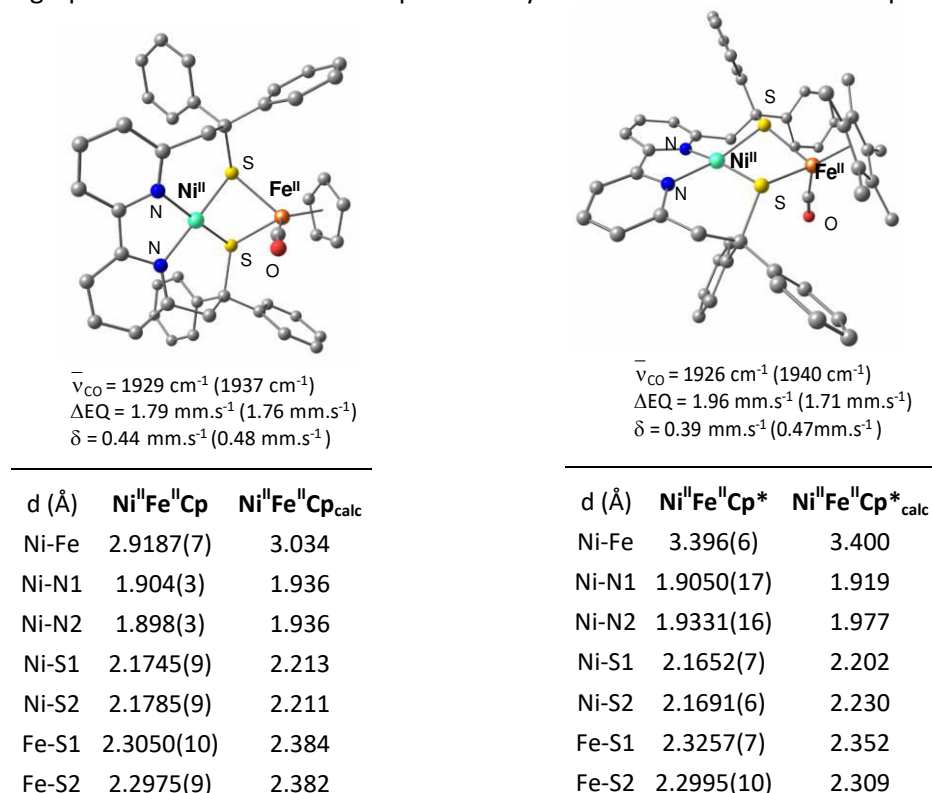 S
N
Ni^II
Fe^II
N
S
O
ν̄_CO = 1929 cm⁻¹ (1937 cm⁻¹)
ΔEQ = 1.79 mm.s⁻¹ (1.76 mm.s⁻¹)
δ = 0.44 mm.s⁻¹ (0.48 mm.s⁻¹ )
d (Å) Ni^IIFe^IICp Ni^IIFe^IICp_calc
Ni-Fe 2.9187(7) 3.034
Ni-N1 1.904(3) 1.936
Ni-N2 1.898(3) 1.936
Ni-S1 2.1745(9) 2.213
Ni-S2 2.1785(9) 2.211
Fe-S1 2.3050(10) 2.384
Fe-S2 2.2975(9) 2.382
S
N
Ni^II
Fe^II
N
S
O
ν̄_CO = 1926 cm⁻¹ (1940 cm⁻¹)
ΔEQ = 1.96 mm.s⁻¹ (1.71 mm.s⁻¹)
δ = 0.39 mm.s⁻¹ (0.47mm.s⁻¹ )
d (Å) Ni^IIFe^IICp* Ni^IIFe^IICp*_calc
Ni-Fe 3.396(6) 3.400
Ni-N1 1.9050(17) 1.919
Ni-N2 1.9331(16) 1.977
Ni-S1 2.1652(7) 2.202
Ni-S2 2.1691(6) 2.230
Fe-S1 2.3257(7) 2.352
Fe-S2 2.2995(10) 2.309